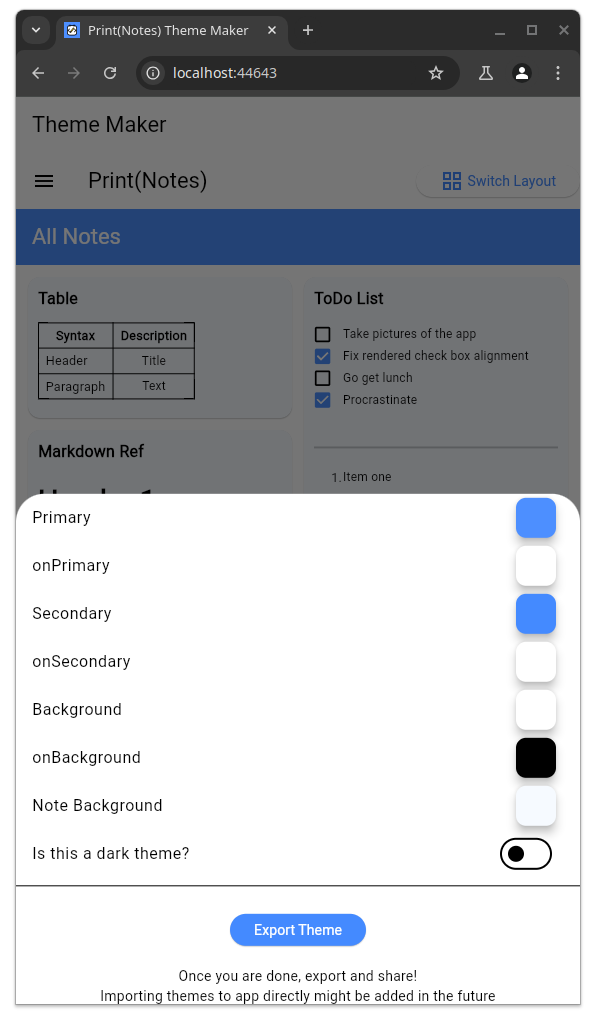 Print(Notes) Theme Maker
localhost:44643
Theme Maker
Print(Notes)
Switch Layout
All Notes
Table
Syntax Description
Header Title
Paragraph Text
Markdown Ref
ToDo List
Take pictures of the app
Fix rendered check box alignment
Go get lunch
Procrastinate
1. Item one
Primary
onPrimary
Secondary
onSecondary
Background
onBackground
Note Background
Is this a dark theme?
Export Theme
Once you are done, export and share!
Importing themes to app directly might be added in the future